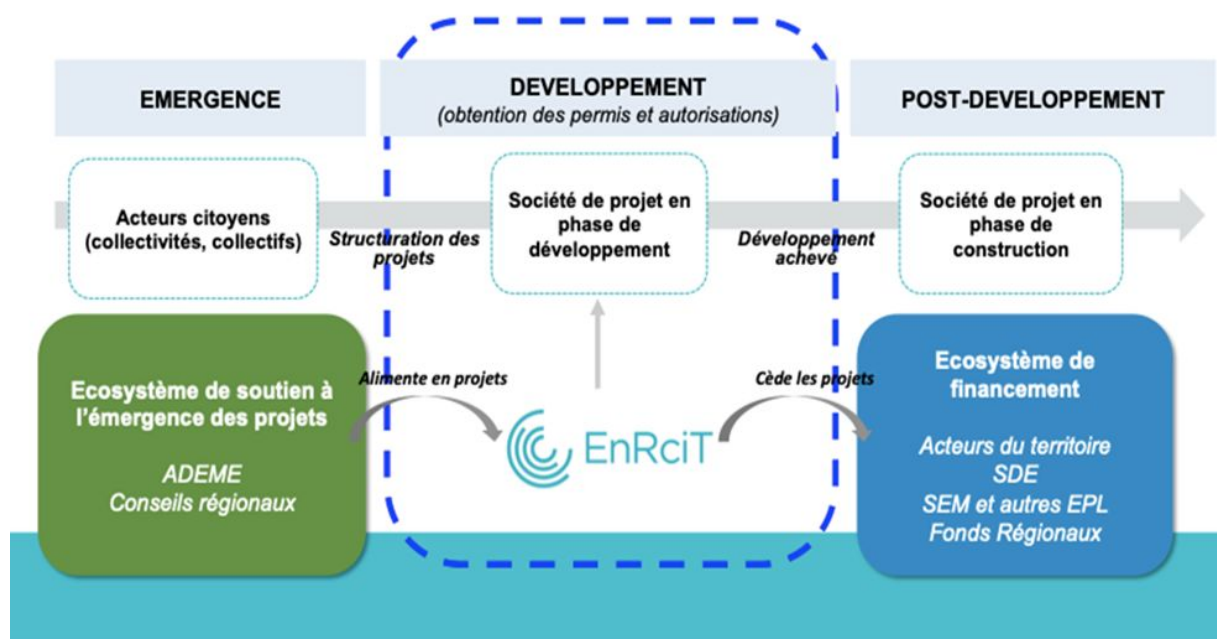 EMERGENCE
DEVELOPPEMENT
(obtention des permis et autorisations)
POST-DEVELOPPEMENT
Acteurs citoyens
(collectivités, collectifs)
Structuration des
projets
Société de projet en
phase de
développement
Développement
achevé
Société de projet en
phase de
construction
Ecosystème de soutien à
l'émergence des projets
ADEME
Conseils régionaux
Alimente en projets
EnRciT
Cède les projets
Ecosystème de
financement
Acteurs du territoire
SDE
SEM et autres EPL
Fonds Régionaux